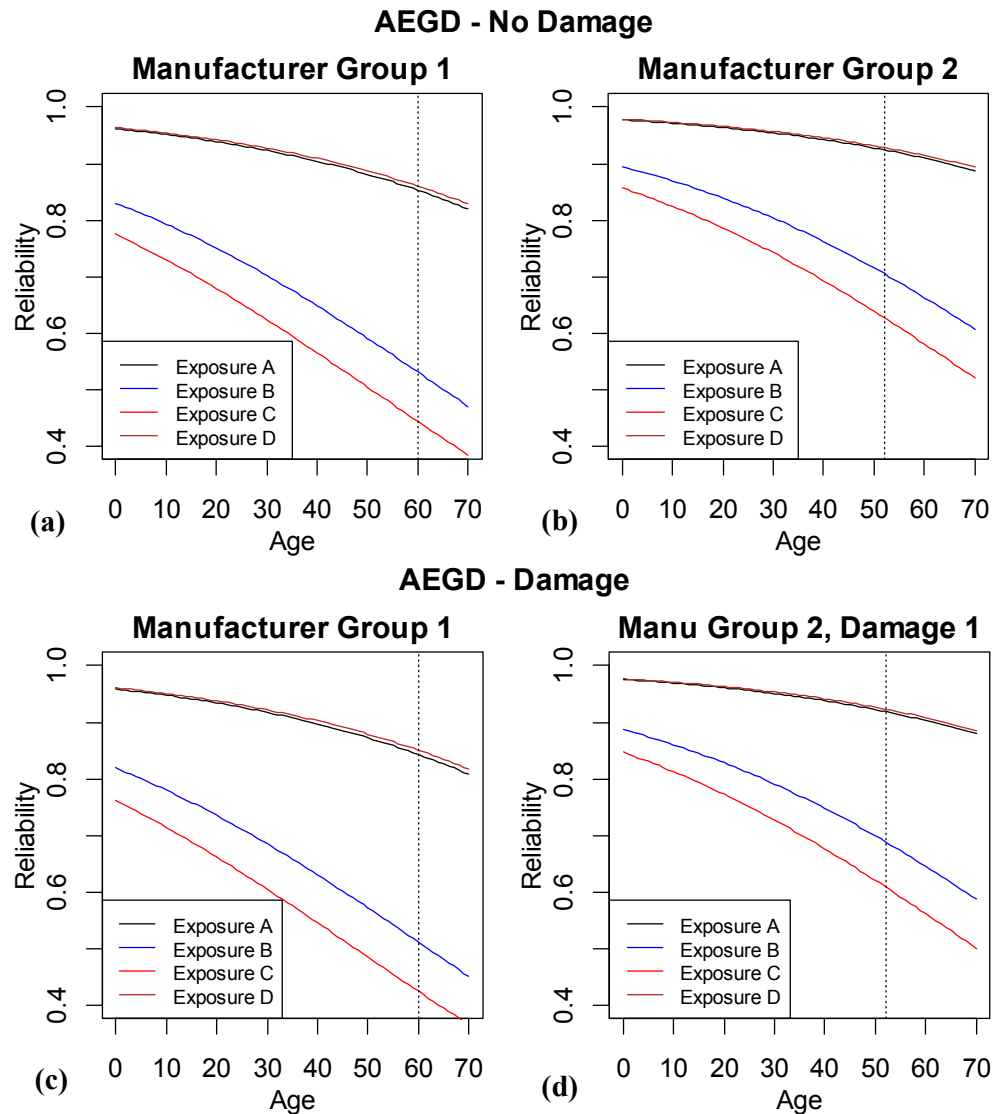 AEGD - No Damage
Manufacturer Group 1
Reliability
1.0
0.8
0.6
0.4
Exposure A
Exposure B
Exposure C
Exposure D
0 10 20 30 40 50 60 70
Age
(a)
Manufacturer Group 2
Reliability
1.0
0.8
0.6
0.4
Exposure A
Exposure B
Exposure C
Exposure D
0 10 20 30 40 50 60 70
Age
(b)
AEGD - Damage
Manufacturer Group 1
Reliability
1.0
0.8
0.6
0.4
Exposure A
Exposure B
Exposure C
Exposure D
0 10 20 30 40 50 60 70
Age
(c)
Manu Group 2, Damage 1
Reliability
1.0
0.8
0.6
0.4
Exposure A
Exposure B
Exposure C
Exposure D
0 10 20 30 40 50 60 70
Age
(d)